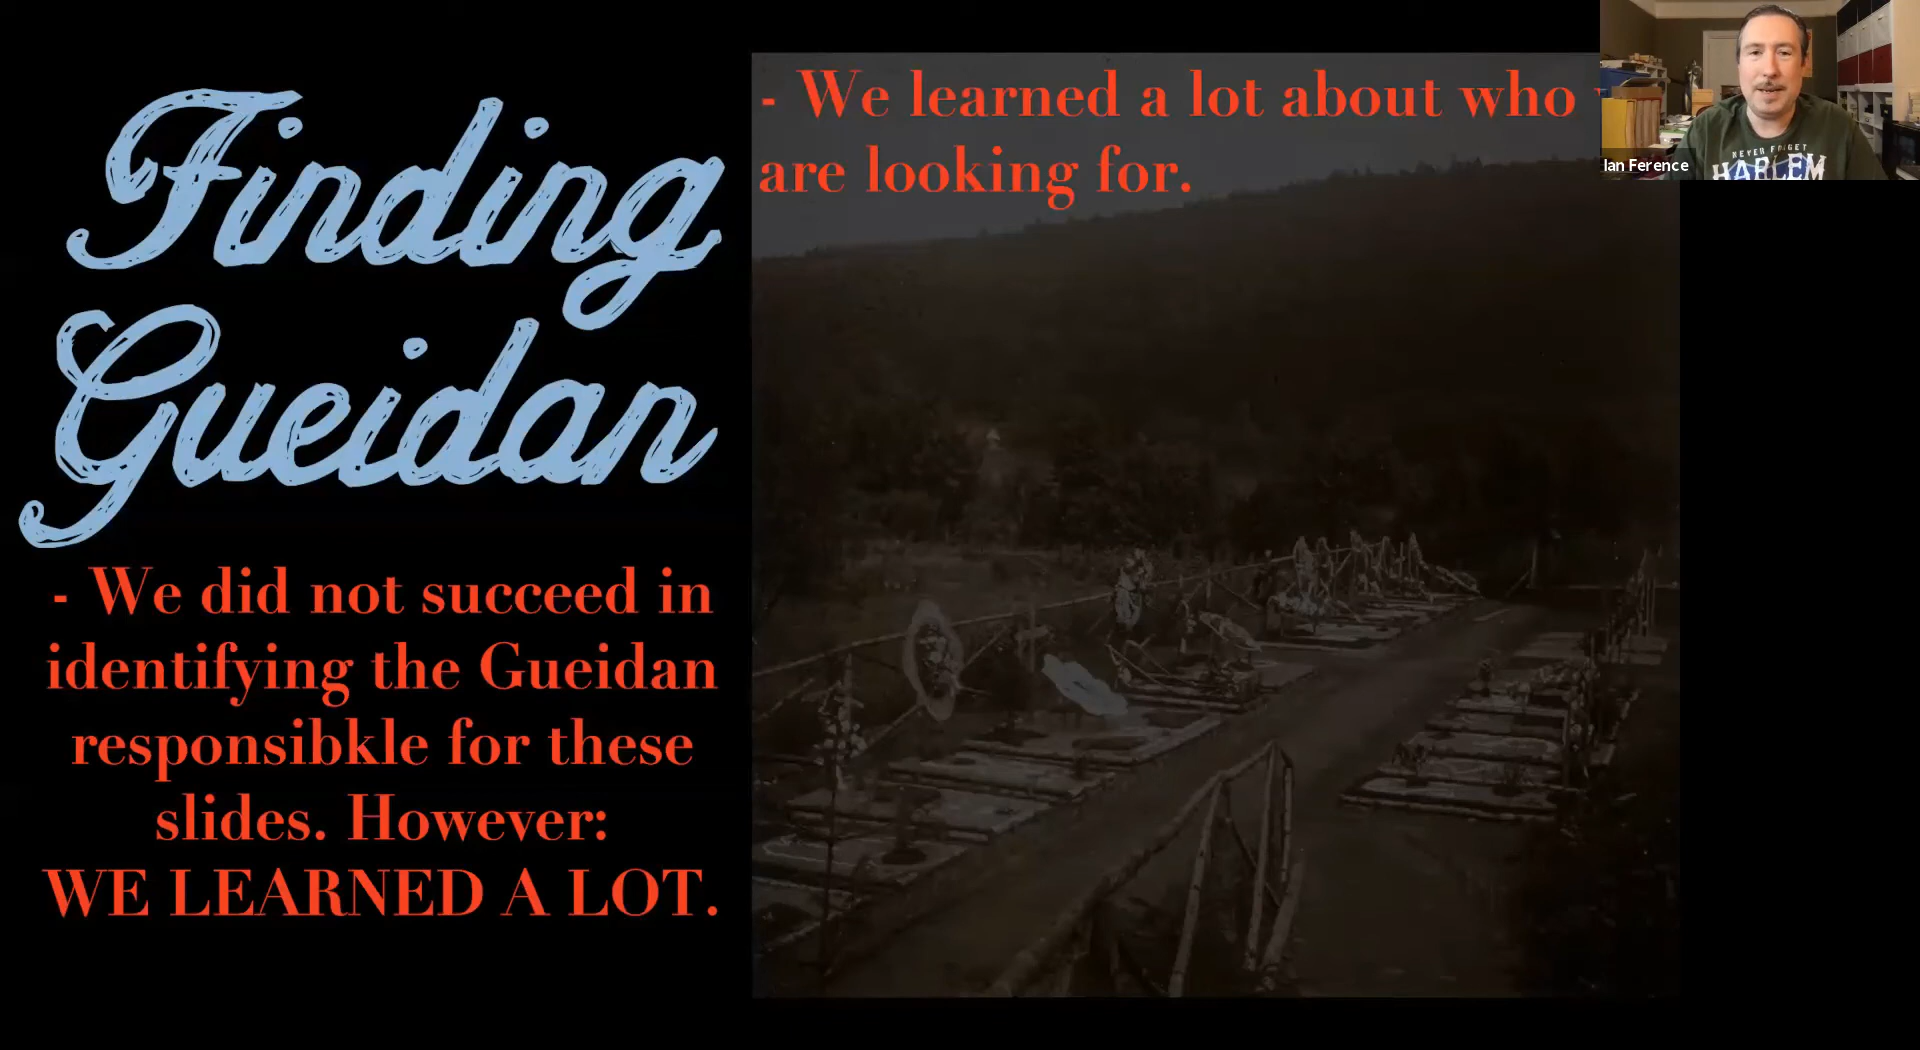 Finding
Gueidan
- We did not succeed in
identifying the Gueidan
responsibkle for these
slides. However:
WE LEARNED A LOT.
- We learned a lot about who
are looking for.
Ian Ference
NEVER FORGET
HARLEM